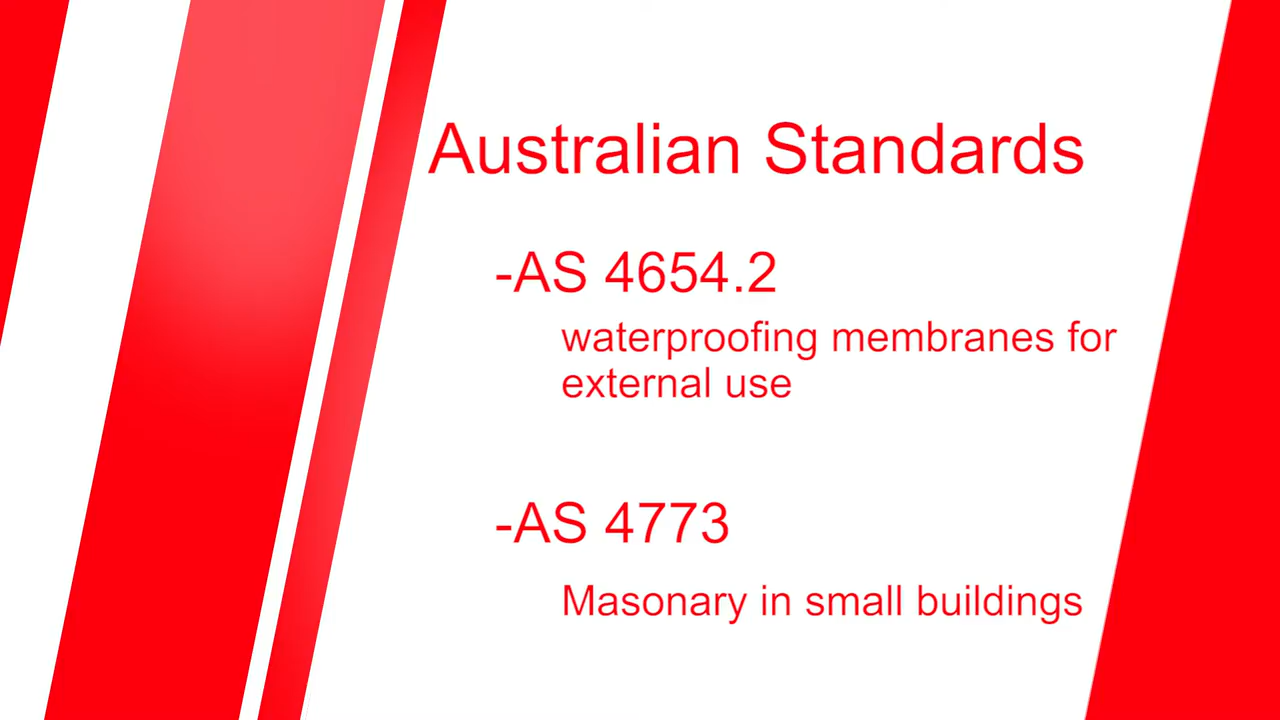 Australian Standards
-AS 4654.2
waterproofing membranes for
external use
-AS 4773
Masonary in small buildings